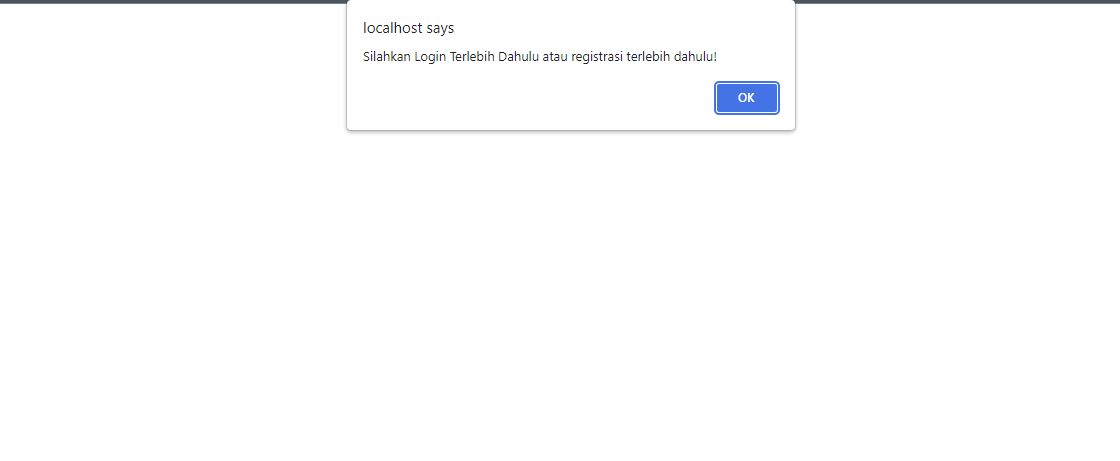 localhost says
Silahkan Login Terlebih Dahulu atau registrasi terlebih dahulu!
OK